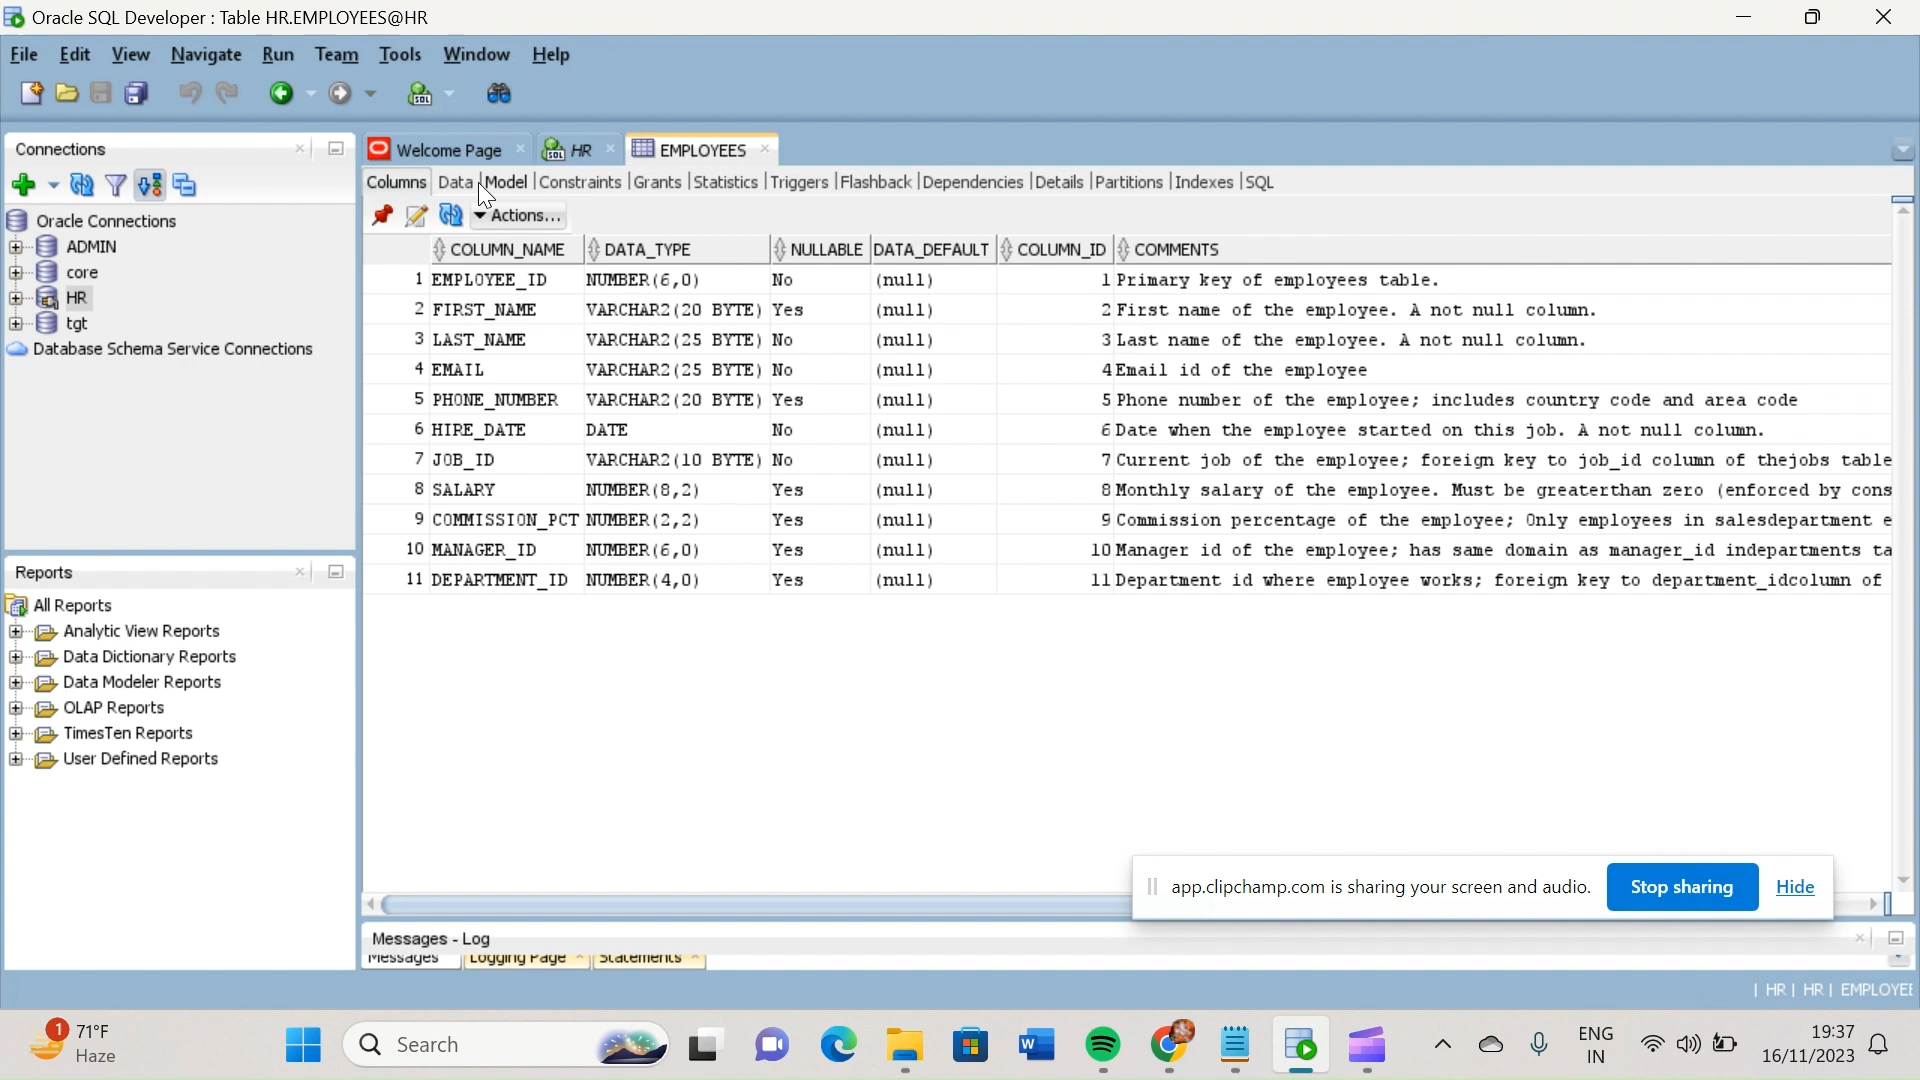 Oracle SQL Developer : Table HR.EMPLOYEES@HR
File Edit View Navigate Run Team Tools Window Help
Connections
Oracle Connections
ADMIN
core
HR
tgt
Database Schema Service Connections
Reports
All Reports
Analytic View Reports
Data Dictionary Reports
Data Modeler Reports
OLAP Reports
TimesTen Reports
User Defined Reports
Welcome Page HR EMPLOYEES
Columns Data Model Constraints Grants Statistics Triggers Flashback Dependencies Details Partitions Indexes SQL
Actions...
COLUMN_NAME DATA_TYPE NULLABLE DATA_DEFAULT COLUMN_ID COMMENTS
1 EMPLOYEE_ID NUMBER(6,0) No (null) 1 Primary key of employees table.
2 FIRST_NAME VARCHAR2(20 BYTE) Yes (null) 2 First name of the employee. A not null column.
3 LAST_NAME VARCHAR2(25 BYTE) No (null) 3 Last name of the employee. A not null column.
4 EMAIL VARCHAR2(25 BYTE) No (null) 4 Email id of the employee
5 PHONE_NUMBER VARCHAR2(20 BYTE) Yes (null) 5 Phone number of the employee; includes country code and area code
6 HIRE_DATE DATE No (null) 6 Date when the employee started on this job. A not null column.
7 JOB_ID VARCHAR2(10 BYTE) No (null) 7 Current job of the employee; foreign key to job_id column of thejobs table
8 SALARY NUMBER(8,2) Yes (null) 8 Monthly salary of the employee. Must be greaterthan zero (enforced by cons
9 COMMISSION_PCT NUMBER(2,2) Yes (null) 9 Commission percentage of the employee; Only employees in salesdepartment e
10 MANAGER_ID NUMBER(6,0) Yes (null) 10 Manager id of the employee; has same domain as manager_id indepartments ta
11 DEPARTMENT_ID NUMBER(4,0) Yes (null) 11 Department id where employee works; foreign key to department_idcolumn of
app.clipchamp.com is sharing your screen and audio. Stop sharing Hide
Messages - Log
Messages Logging Page Statements
| HR | HR | EMPLOYEE
1 71°F
Haze
Search
ENG
IN
19:37
16/11/2023